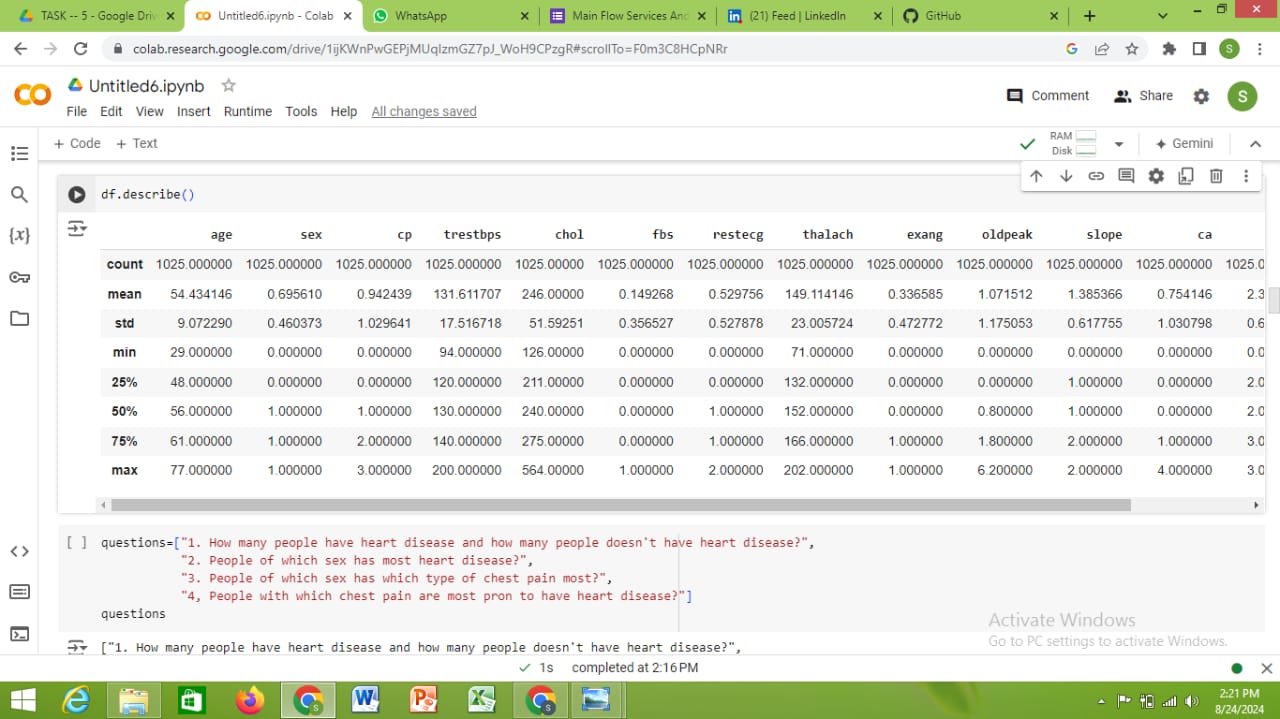 TASK -- 5 - Google Driv
Untitled6.ipynb - Colab
WhatsApp
Main Flow Services And
(21) Feed | LinkedIn
GitHub
colab.research.google.com/drive/1ijKWnPwGEPjMUqIzmGZ7pJ_WoH9CPzgR#scrollTo=F0m3C8HCpNRr
S
Untitled6.ipynb
Comment Share S
File Edit View Insert Runtime Tools Help All changes saved
+ Code + Text
RAM
Disk
Gemini
df.describe()
age sex cp trestbps chol fbs restecg thalach exang oldpeak slope ca
count 1025.000000 1025.000000 1025.000000 1025.000000 1025.00000 1025.000000 1025.000000 1025.000000 1025.000000 1025.000000 1025.000000 1025.000000 1025.0
mean 54.434146 0.695610 0.942439 131.611707 246.00000 0.149268 0.529756 149.114146 0.336585 1.071512 1.385366 0.754146 2.3
std 9.072290 0.460373 1.029641 17.516718 51.59251 0.356527 0.527878 23.005724 0.472772 1.175053 0.617755 1.030798 0.6
min 29.000000 0.000000 0.000000 94.000000 126.00000 0.000000 0.000000 71.000000 0.000000 0.000000 0.000000 0.000000 0.0
25% 48.000000 0.000000 0.000000 120.000000 211.00000 0.000000 0.000000 132.000000 0.000000 0.000000 1.000000 0.000000 2.0
50% 56.000000 1.000000 1.000000 130.000000 240.00000 0.000000 1.000000 152.000000 0.000000 0.800000 1.000000 0.000000 2.0
75% 61.000000 1.000000 2.000000 140.000000 275.00000 0.000000 1.000000 166.000000 1.000000 1.800000 2.000000 1.000000 3.0
max 77.000000 1.000000 3.000000 200.000000 564.00000 1.000000 2.000000 202.000000 1.000000 6.200000 2.000000 4.000000 3.0
[ ] questions=["1. How many people have heart disease and how many people doesn't have heart disease?",
"2. People of which sex has most heart disease?",
"3. People of which sex has which type of chest pain most?",
"4, People with which chest pain are most pron to have heart disease?"]
questions
["1. How many people have heart disease and how many people doesn't have heart disease?",
Activate Windows
Go to PC settings to activate Windows.
1s completed at 2:16 PM
2:21 PM
8/24/2024